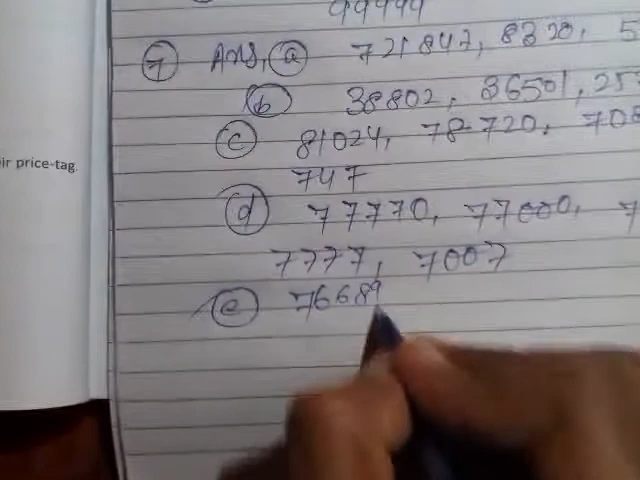 99999
7 Ans, a 721847, 8320, 5
b 38802, 36501, 25
c 81024, 78720, 708
ir price-tag.
747
d 77770, 77000, 7
7777, 7007
e 76689